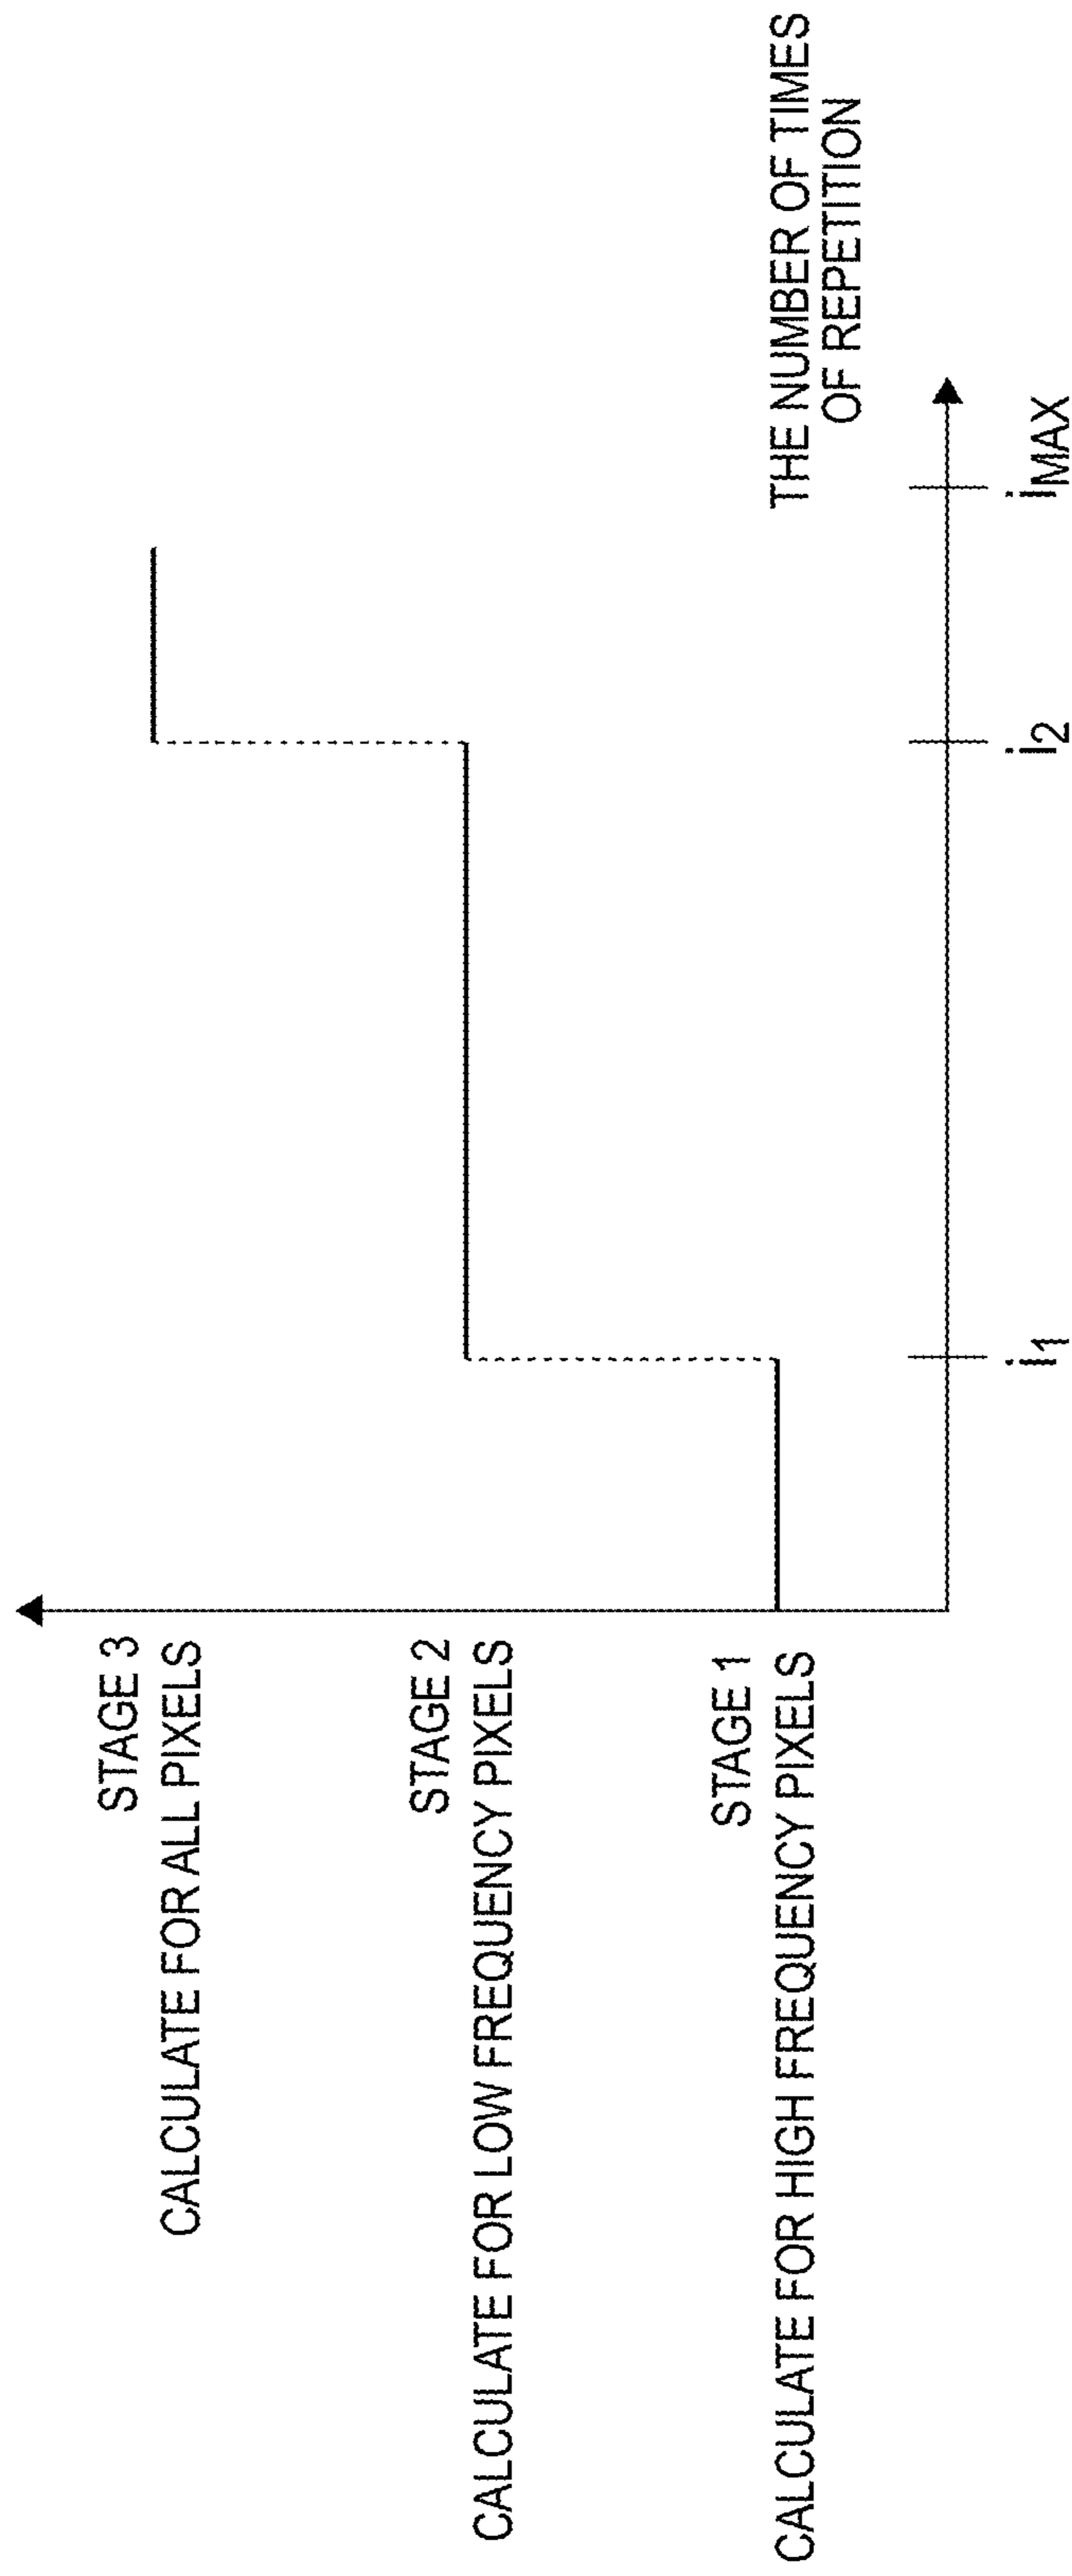 STAGE 3
CALCULATE FOR ALL PIXELS
STAGE 2
CALCULATE FOR LOW FREQUENCY PIXELS
STAGE 1
CALCULATE FOR HIGH FREQUENCY PIXELS
THE NUMBER OF TIMES
OF REPETITION
i1
i2
iMAX